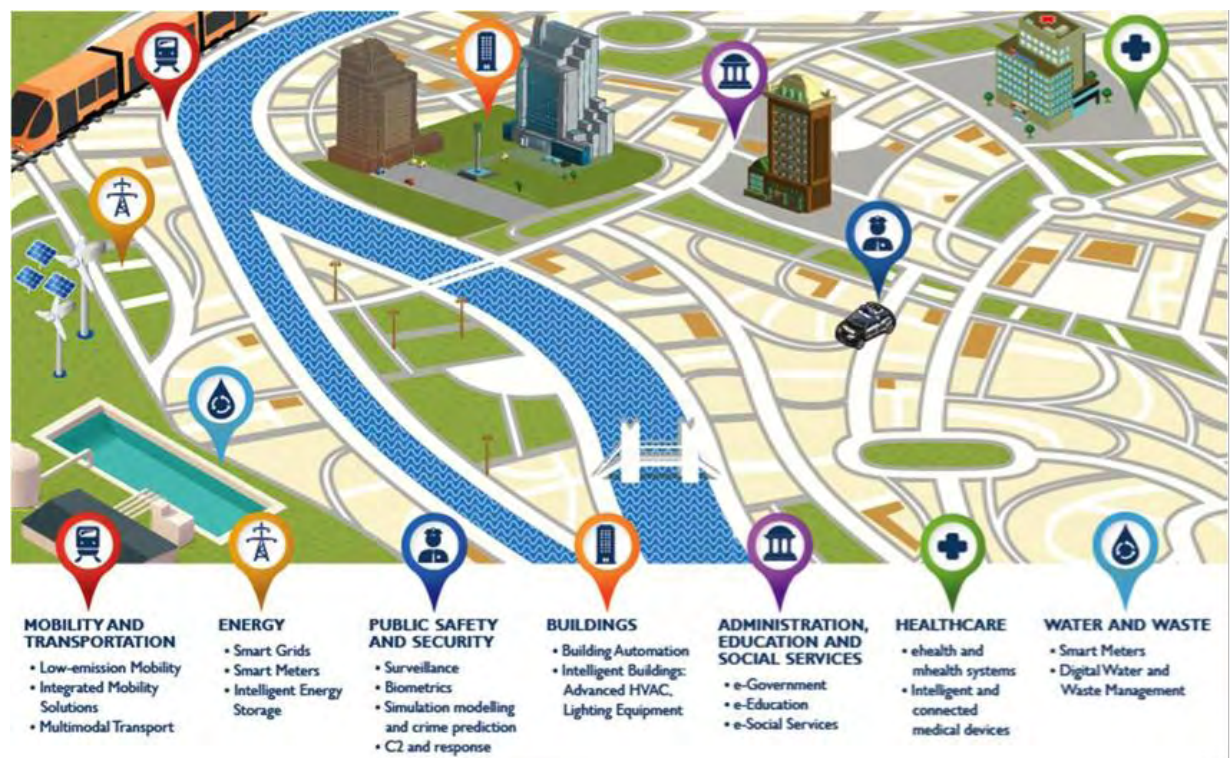 MOBILITY AND
TRANSPORTATION
• Low-emission Mobility
• Integrated Mobility
Solutions
• Multimodal Transport
ENERGY
• Smart Grids
• Smart Meters
• Intelligent Energy
Storage
PUBLIC SAFETY
AND SECURITY
• Surveillance
• Biometrics
• Simulation modelling
and crime prediction
• C2 and response
BUILDINGS
• Building Automation
• Intelligent Buildings:
Advanced HVAC,
Lighting Equipment
ADMINISTRATION,
EDUCATION AND
SOCIAL SERVICES
• e-Government
• e-Education
• e-Social Services
HEALTHCARE
• ehealth and
mhealth systems
• Intelligent and
connected
medical devices
WATER AND WASTE
• Smart Meters
• Digital Water and
Waste Management